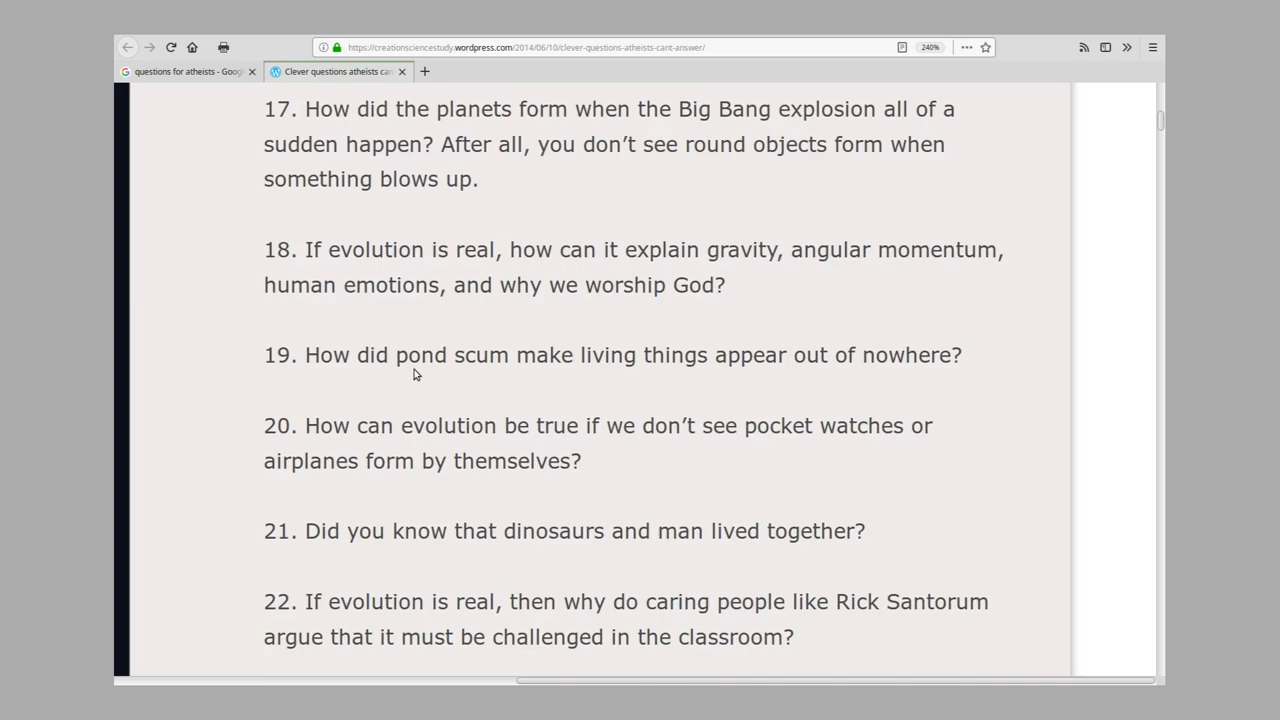 https://creationsciencestudy.wordpress.com/2014/06/10/clever-questions-atheists-cant-answer/
240%
questions for atheists - Goog
Clever questions atheists can
17. How did the planets form when the Big Bang explosion all of a
sudden happen? After all, you don’t see round objects form when
something blows up.
18. If evolution is real, how can it explain gravity, angular momentum,
human emotions, and why we worship God?
19. How did pond scum make living things appear out of nowhere?
20. How can evolution be true if we don’t see pocket watches or
airplanes form by themselves?
21. Did you know that dinosaurs and man lived together?
22. If evolution is real, then why do caring people like Rick Santorum
argue that it must be challenged in the classroom?